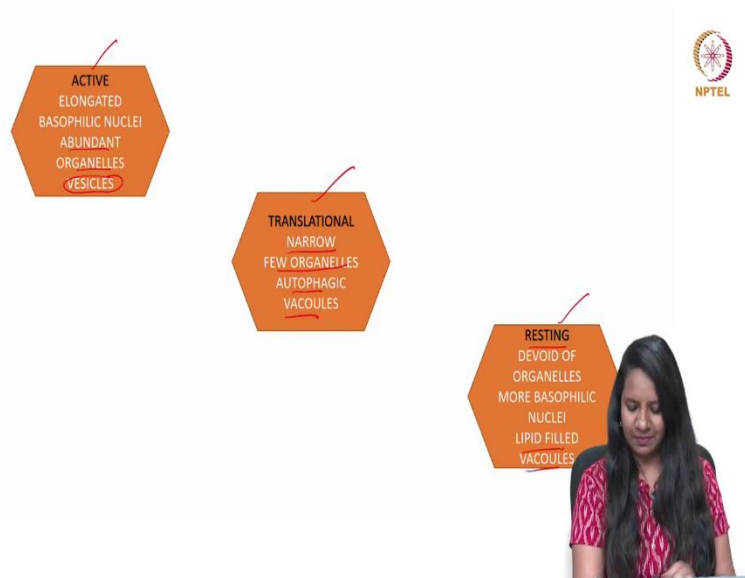 NPTEL
ACTIVE
ELONGATED
BASOPHILIC NUCLEI
ABUNDANT
ORGANELLES
VESICLES
TRANSLATIONAL
NARROW
FEW ORGANELLES
AUTOPHAGIC
VACOULES
RESTING
DEVOID OF
ORGANELLES
MORE BASOPHILIC
NUCLEI
LIPID FILLED
VACOULES